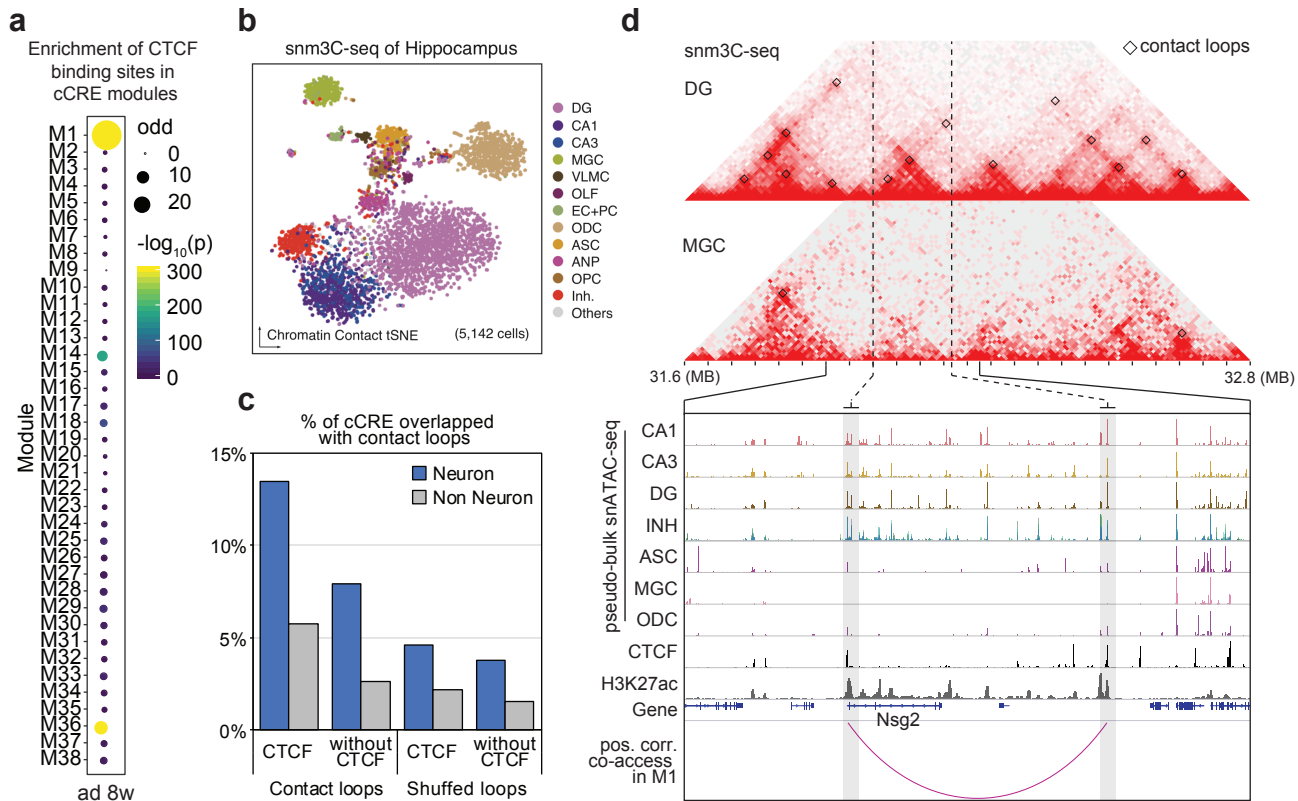 a
Enrichment of CTCF
binding sites in
cCRE modules
M1
M2
M3
M4
M5
M6
M7
M8
M9
M10
M11
M12
M13
M14
M16
M17
M18
M19
M20
M21
M22
M23
M24
M25
M26
M27
M28
M29
M30
M31
M32
M33
M34
M35
M36
M37
M38
Module
ad 8w
odd
0
10
20
-log10(p)
300
200
100
0
b
snm3C-seq of Hippocampus
DG
CA1
CA3
MGC
VLMC
OLF
EC+PC
ODC
ASC
ANP
OPC
Inh.
Others
Chromatin Contact tSNE
(5,142 cells)
c
% of cCRE overlapped
with contact loops
15%
10%
5%
0%
Neuron
Non Neuron
CTCF
without
CTCF
CTCF
without
CTCF
Contact loops
Shuffed loops
d
snm3C-seq
contact loops
DG
MGC
31.6 (MB)
32.8 (MB)
pseudo-bulk snATAC-seq
CA1
CA3
DG
INH
ASC
MGC
ODC
CTCF
H3K27ac
Gene
Nsg2
pos. corr.
co-access
in M1